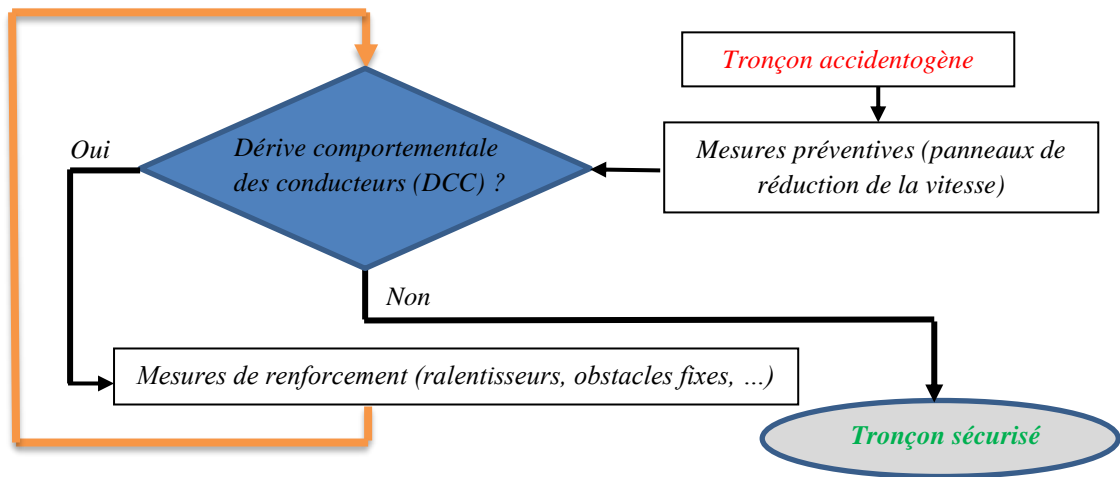 Tronçon accidentogène
Mesures préventives (panneaux de
réduction de la vitesse)
Dérive comportementale
des conducteurs (DCC) ?
Oui
Non
Mesures de renforcement (ralentisseurs, obstacles fixes, …)
Tronçon sécurisé